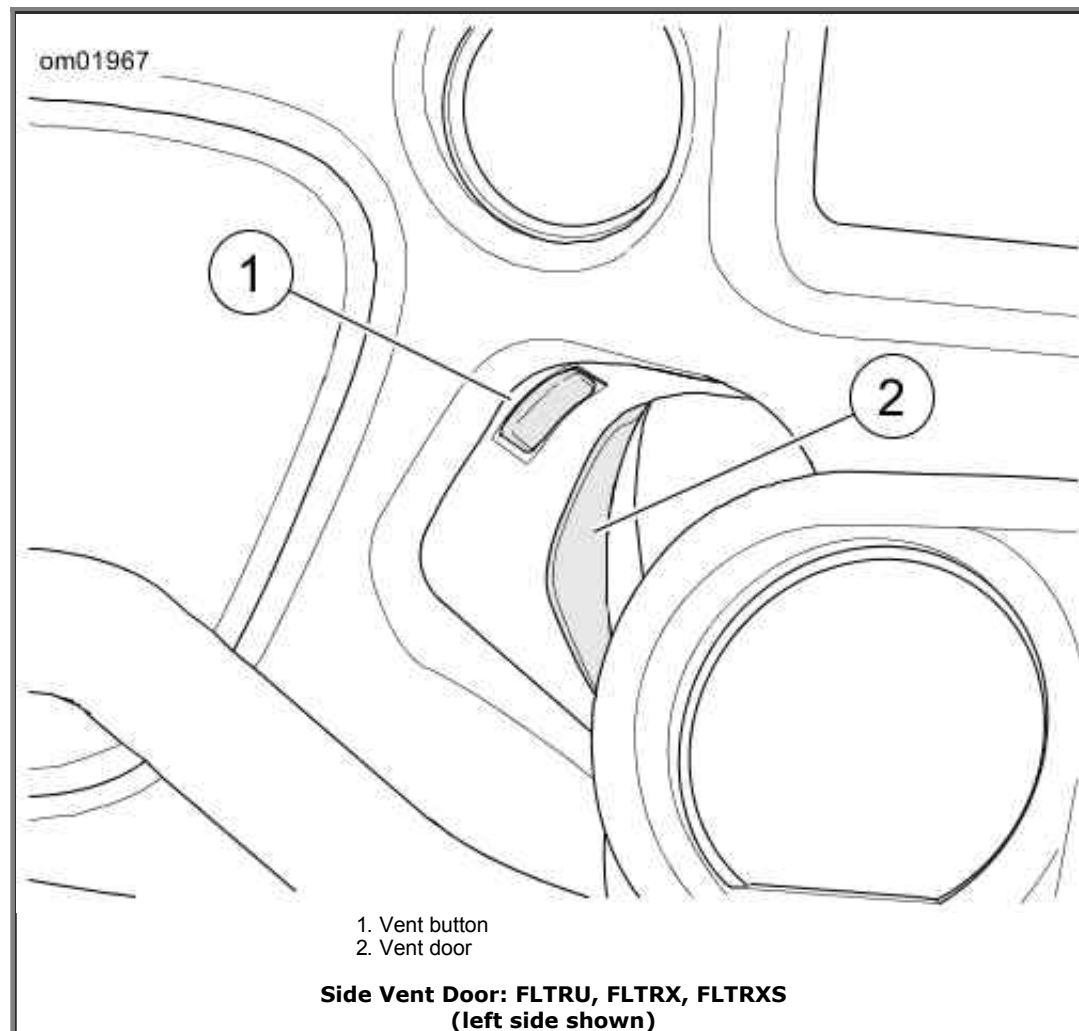 om01967
1
2
1. Vent button
2. Vent door
Side Vent Door: FLTRU, FLTRX, FLTRXS
(left side shown)